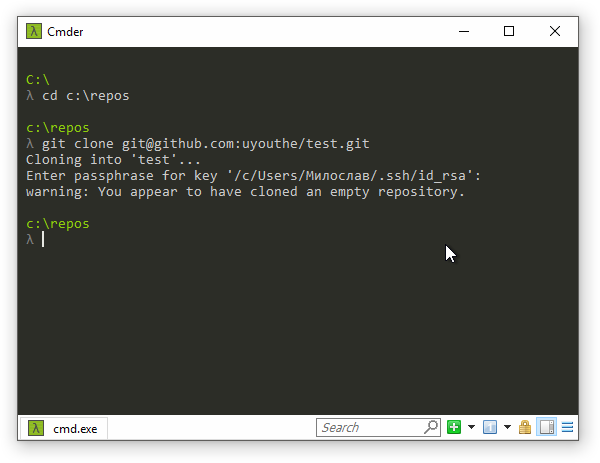 Cmder
C:\
λ cd c:\repos
c:\repos
λ git clone git@github.com:uyouthe/test.git
Cloning into 'test'...
Enter passphrase for key '/c/Users/Милослав/.ssh/id_rsa':
warning: You appear to have cloned an empty repository.
c:\repos
λ
λ cmd.exe
Search